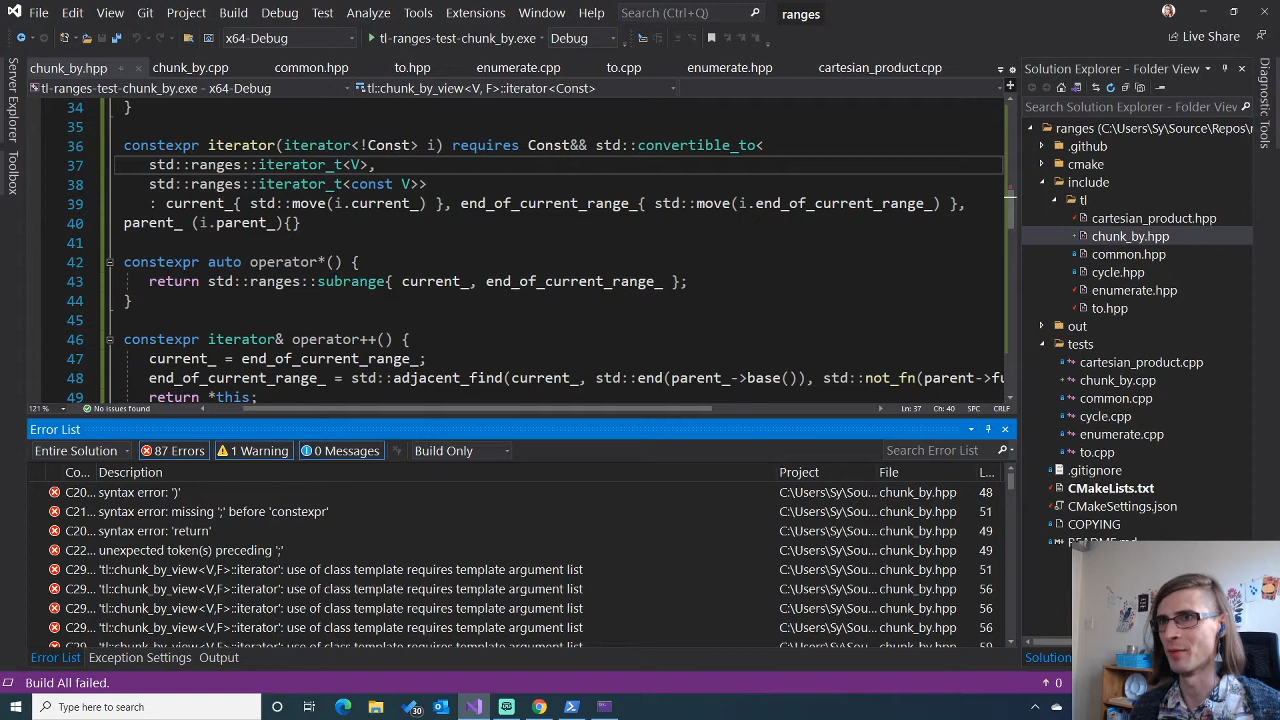 File Edit View Git Project Build Debug Test Analyze Tools Extensions Window Help Search (Ctrl+Q) ranges
x64-Debug tl-ranges-test-chunk_by.exe Debug Live Share
chunk_by.hpp chunk_by.cpp common.hpp to.hpp enumerate.cpp to.cpp enumerate.hpp cartesian_product.cpp
tl-ranges-test-chunk_by.exe - x64-Debug tl::chunk_by_view<V, F>::iterator<Const>
34 }
35
36 constexpr iterator(iterator<!Const> i) requires Const&& std::convertible_to<
37 std::ranges::iterator_t<V>,
38 std::ranges::iterator_t<const V>>
39 : current_{ std::move(i.current_) }, end_of_current_range_{ std::move(i.end_of_current_range_) },
40 parent_ (i.parent_){}
41
42 constexpr auto operator*() {
43 return std::ranges::subrange{ current_, end_of_current_range_ };
44 }
45
46 constexpr iterator& operator++() {
47 current_ = end_of_current_range_;
48 end_of_current_range_ = std::adjacent_find(current_, std::end(parent_->base()), std::not_fn(parent->fu
49 return *this;
121 % No issues found Ln: 37 Ch: 40 SPC CRLF
Error List
Entire Solution 87 Errors 1 Warning 0 Messages Build Only Search Error List
Co... Description Project File L...
C20... syntax error: ')' C:\Users\Sy\Sou... chunk_by.hpp 48
C21... syntax error: missing ';' before 'constexpr' C:\Users\Sy\Sou... chunk_by.hpp 51
C20... syntax error: 'return' C:\Users\Sy\Sou... chunk_by.hpp 49
C22... unexpected token(s) preceding ';' C:\Users\Sy\Sou... chunk_by.hpp 49
C29... 'tl::chunk_by_view<V,F>::iterator': use of class template requires template argument list C:\Users\Sy\Sou... chunk_by.hpp 51
C29... 'tl::chunk_by_view<V,F>::iterator': use of class template requires template argument list C:\Users\Sy\Sou... chunk_by.hpp 56
C29... 'tl::chunk_by_view<V,F>::iterator': use of class template requires template argument list C:\Users\Sy\Sou... chunk_by.hpp 56
C29... 'tl::chunk_by_view<V,F>::iterator': use of class template requires template argument list C:\Users\Sy\Sou... chunk_by.hpp 56
C29... 'tl::chunk_by_view<V,F>::iterator': use of class template requires template argument list C:\Users\Sy\Sou... chunk_by.hpp 59
Error List Exception Settings Output
Build All failed. 0
Type here to search 30
Server Explorer Toolbox
Solution Explorer - Folder View
Search Solution Explorer - Folder View
ranges (C:\Users\Sy\Source\Repos\
.github
cmake
include
tl
cartesian_product.hpp
chunk_by.hpp
common.hpp
cycle.hpp
enumerate.hpp
to.hpp
out
tests
cartesian_product.cpp
chunk_by.cpp
common.cpp
cycle.cpp
enumerate.cpp
to.cpp
.gitignore
CMakeLists.txt
CMakeSettings.json
COPYING
README.md
Solution
Diagnostic Tools